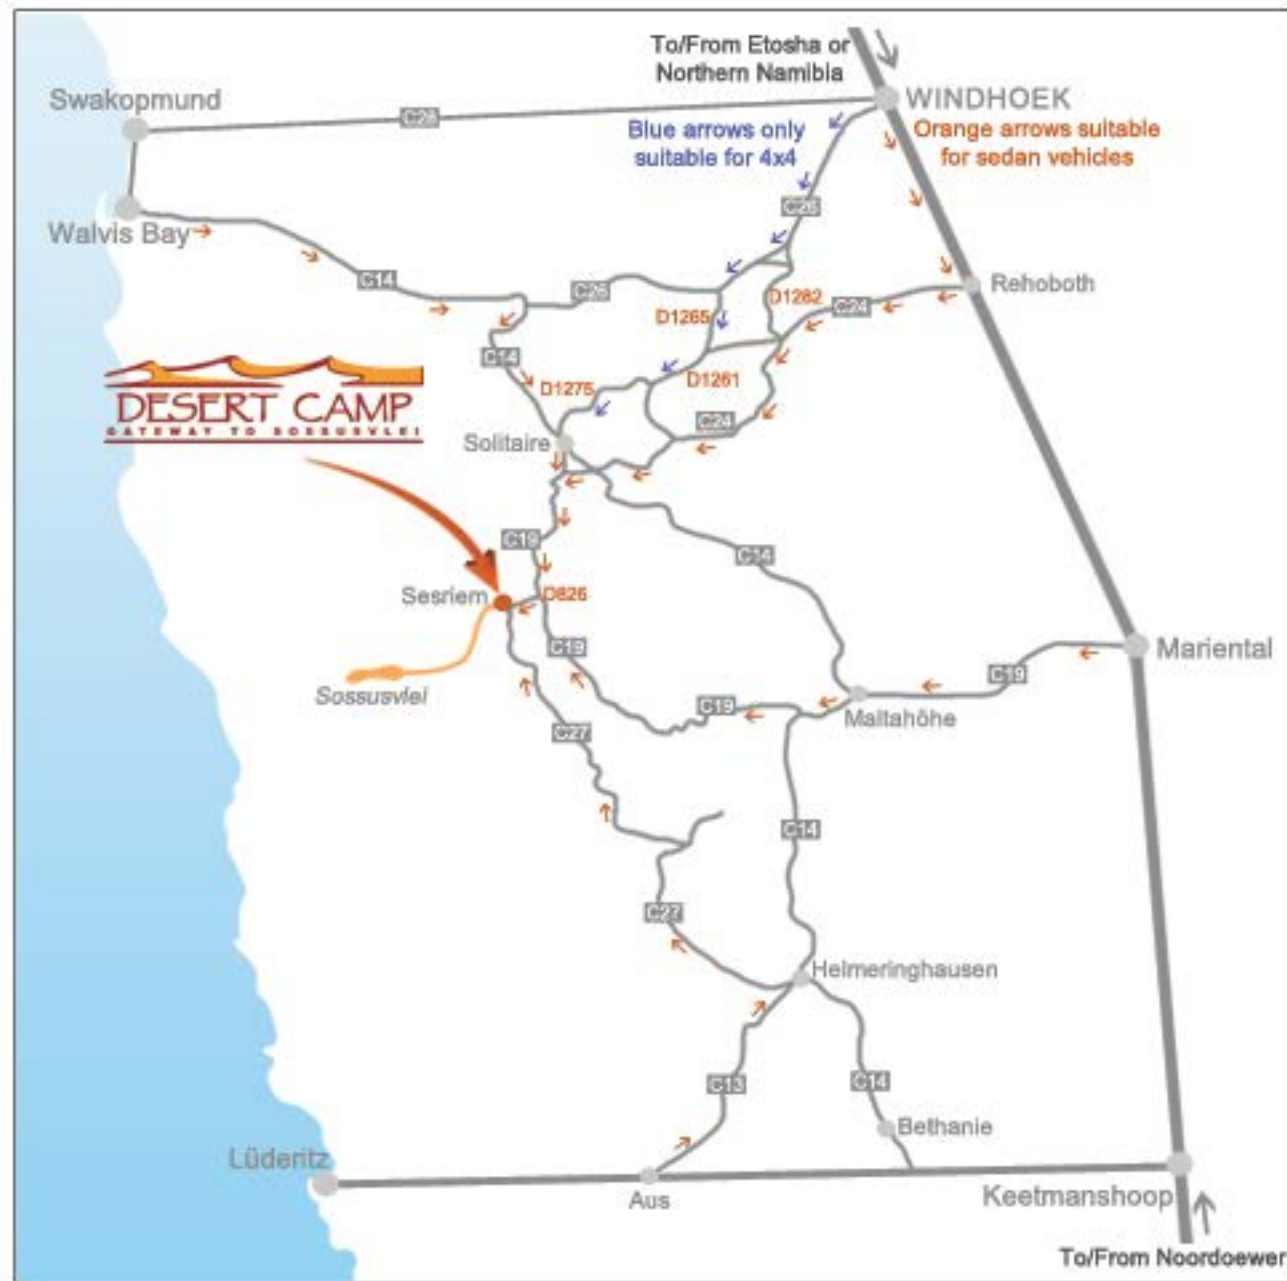 To/From Etosha or
Northern Namibia
Swakopmund
C28
WINDHOEK
Blue arrows only
suitable for 4x4
Orange arrows suitable
for sedan vehicles
C26
Walvis Bay
C14
C26
D1282
Rehoboth
C24
D1265
C14
D1275
D1261
DESERT CAMP
GATEWAY TO SOSSUSVLEI
C24
Solitaire
C19
C14
Sesriem
D826
C19
Mariental
C19
Sossusvlei
C19
Maltahöhe
C27
C14
C27
Helmeringhausen
C13
C14
Bethanie
Lüderitz
Aus
Keetmanshoop
To/From Noordoewer